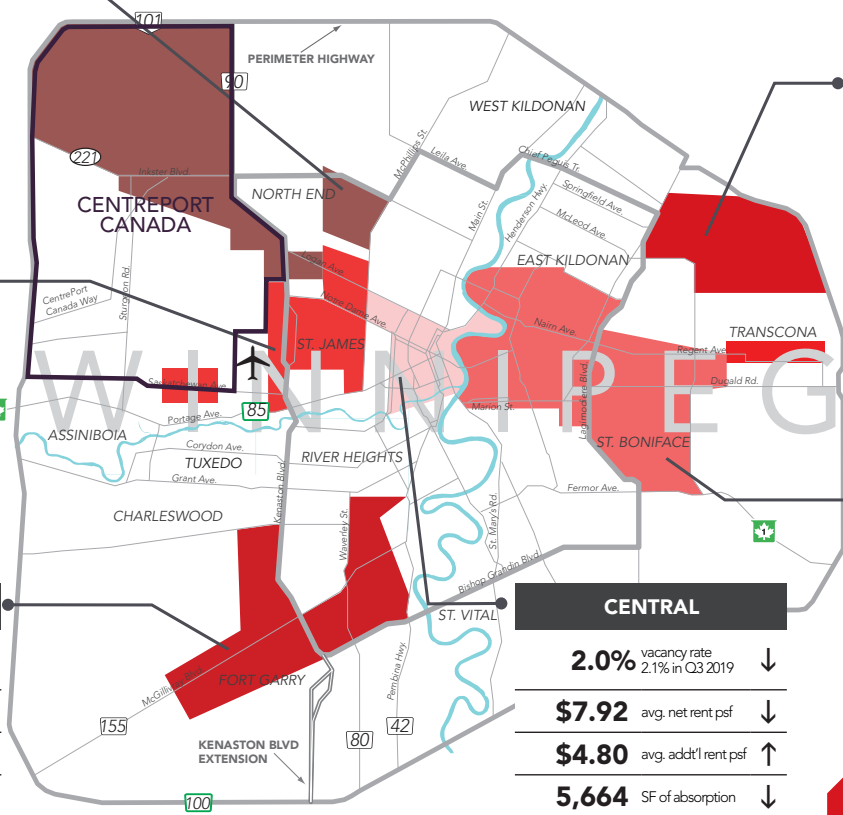 101
PERIMETER HIGHWAY
90
WEST KILDONAN
McPhillips St.
Leila Ave.
Chief Peguis Tr.
221
Inkster Blvd.
NORTH END
Springfield Ave.
CENTREPORT
CANADA
Main St.
Henderson Hwy.
McLeod Ave.
EAST KILDONAN
Logan Ave.
CentrePort
Canada Way
Sturgeon Rd.
Notre Dame Ave.
Nairn Ave.
TRANSCONA
ST. JAMES
Regent Ave.
WINNIPEG
Saskatchewan Ave.
Dugald Rd.
Lagimodiere Blvd.
85
Portage Ave.
Marion St.
ASSINIBOIA
ST. BONIFACE
Corydon Ave.
TUXEDO
RIVER HEIGHTS
Grant Ave.
Kenaston Blvd.
Fermor Ave.
CHARLESWOOD
Waverley St.
St. Mary's Rd.
1
Bishop Grandin Blvd.
ST. VITAL
CENTRAL
2.0% vacancy rate
2.1% in Q3 2019 ↓
$7.92 avg. net rent psf ↓
$4.80 avg. addt'l rent psf ↑
5,664 SF of absorption ↓
McGillivray Blvd.
FORT GARRY
Pembina Hwy.
155
80
42
KENASTON BLVD
EXTENSION
100